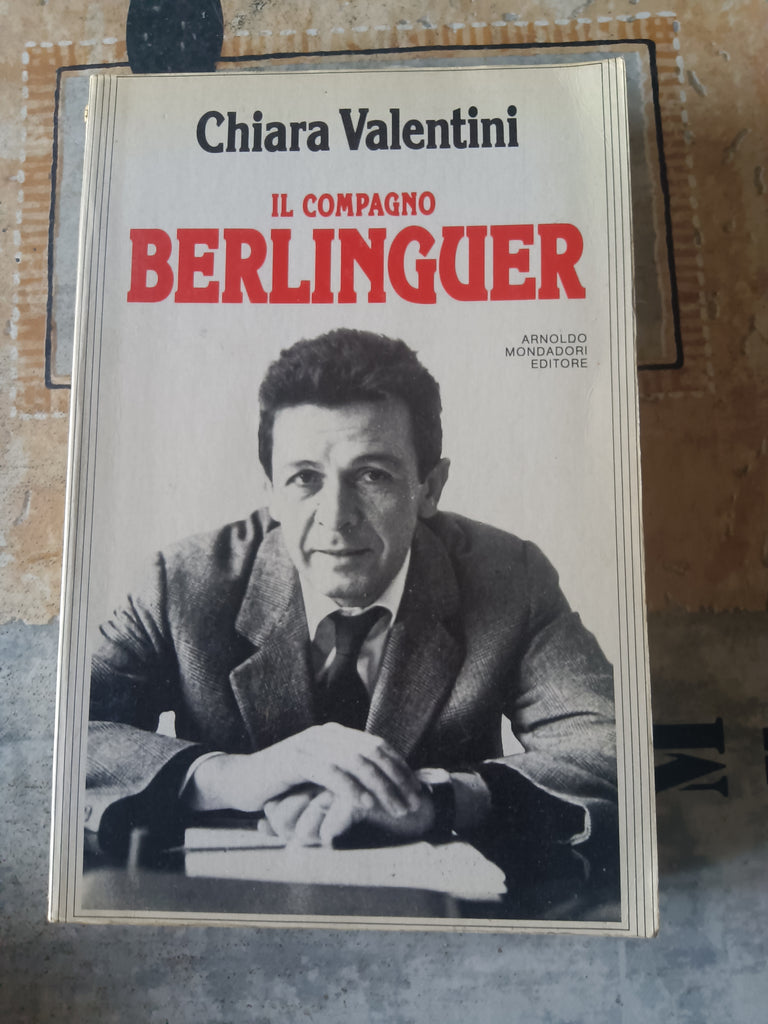 Chiara Valentini
IL COMPAGNO
BERLINGUER
ARNOLDO
MONDADORI
EDITORE